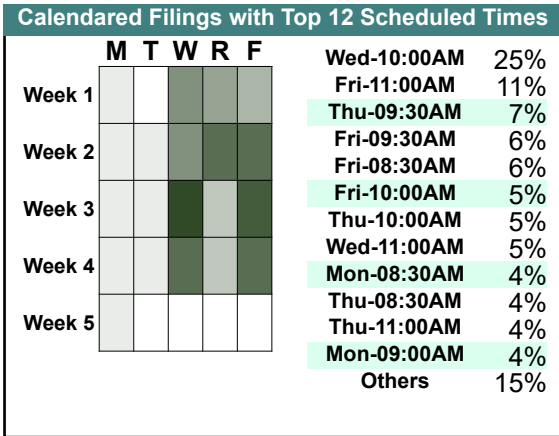 Calendared Filings with Top 12 Scheduled Times
M T W R F
Week 1
Week 2
Week 3
Week 4
Week 5
Wed-10:00AM 25%
Fri-11:00AM 11%
Thu-09:30AM 7%
Fri-09:30AM 6%
Fri-08:30AM 6%
Fri-10:00AM 5%
Thu-10:00AM 5%
Wed-11:00AM 5%
Mon-08:30AM 4%
Thu-08:30AM 4%
Thu-11:00AM 4%
Mon-09:00AM 4%
Others 15%